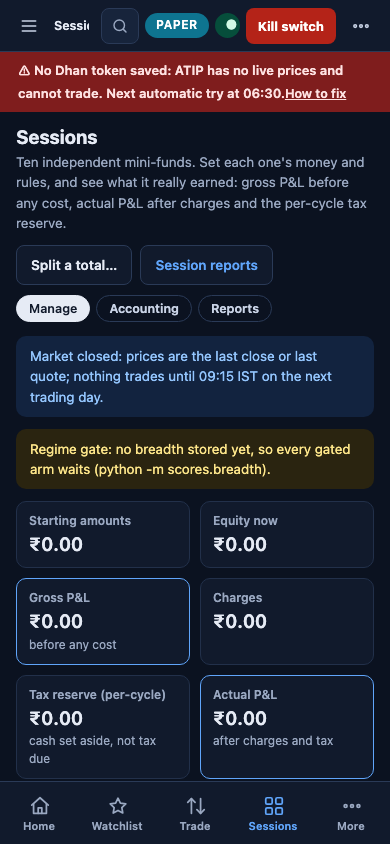 Sessi
PAPER
Kill switch
⚠ No Dhan token saved: ATIP has no live prices and
cannot trade. Next automatic try at 06:30.How to fix
Sessions
Ten independent mini-funds. Set each one's money and
rules, and see what it really earned: gross P&L before
any cost, actual P&L after charges and the per-cycle tax
reserve.
Split a total...
Session reports
Manage
Accounting
Reports
Market closed: prices are the last close or last
quote; nothing trades until 09:15 IST on the next
trading day.
Regime gate: no breadth stored yet, so every gated
arm waits (python -m scores.breadth).
Starting amounts
₹0.00
Equity now
₹0.00
Gross P&L
₹0.00
before any cost
Charges
₹0.00
Tax reserve (per-cycle)
₹0.00
cash set aside, not tax
due
Actual P&L
₹0.00
after charges and tax
Home
Watchlist
Trade
Sessions
More